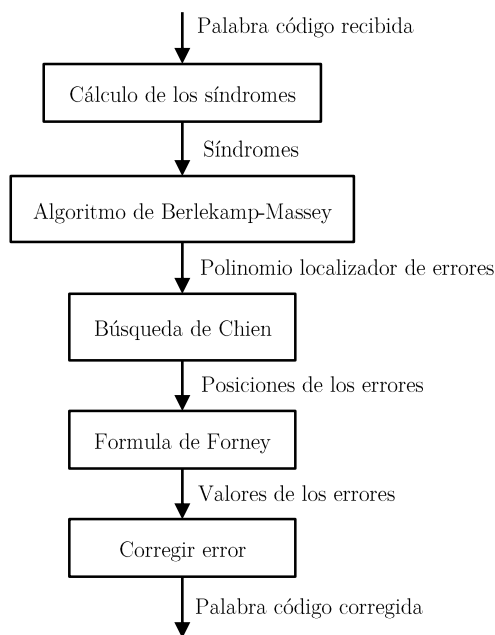 Palabra código recibida
Cálculo de los síndromes
Síndromes
Algoritmo de Berlekamp-Massey
Polinomio localizador de errores
Búsqueda de Chien
Posiciones de los errores
Formula de Forney
Valores de los errores
Corregir error
Palabra código corregida